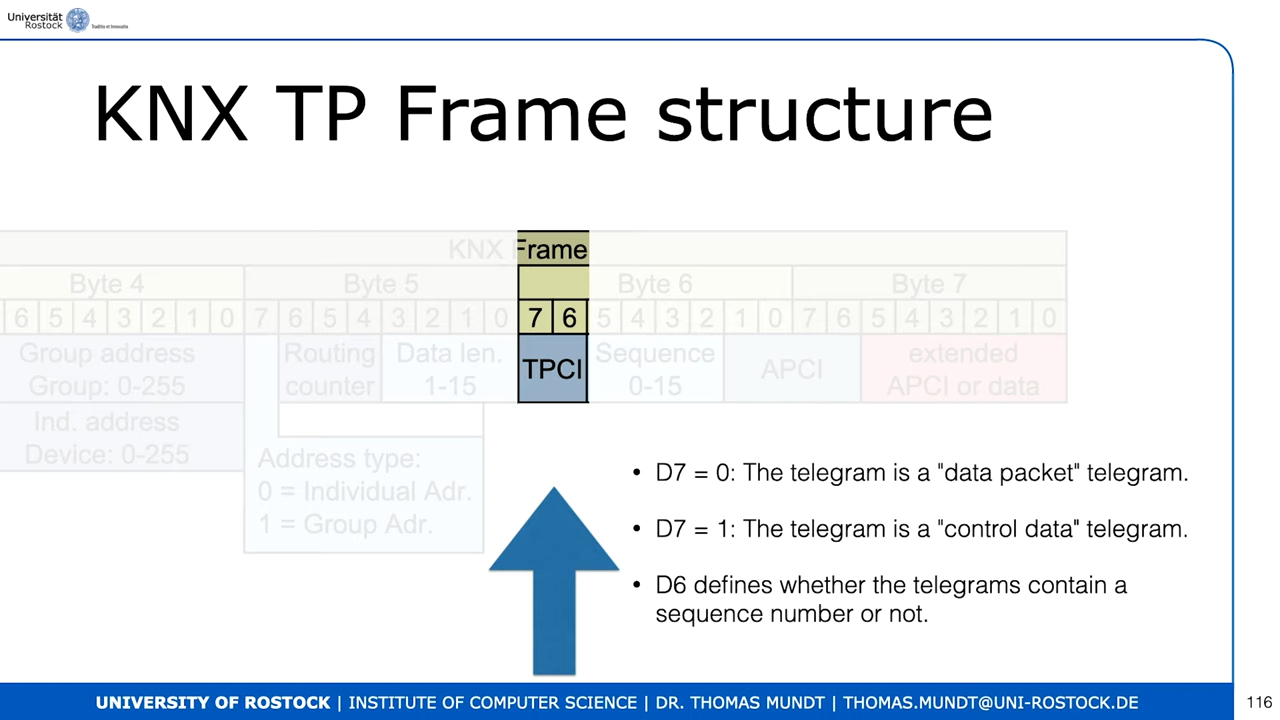 Universität
Rostock
Traditio et Innovatio
KNX TP Frame structure
KNX Frame
Byte 4 Byte 5 Byte 6 Byte 7
6 5 4 3 2 1 0 7 6 5 4 3 2 1 0 7 6 5 4 3 2 1 0 7 6 5 4 3 2 1 0
Group address
Group: 0-255
Routing
counter
Data len.
1-15
TPCI
Sequence
0-15
APCI
extended
APCI or data
Ind. address
Device: 0-255
Address type:
0 = Individual Adr.
1 = Group Adr.
• D7 = 0: The telegram is a "data packet" telegram.
• D7 = 1: The telegram is a "control data" telegram.
• D6 defines whether the telegrams contain a
sequence number or not.
UNIVERSITY OF ROSTOCK | INSTITUTE OF COMPUTER SCIENCE | DR. THOMAS MUNDT | THOMAS.MUNDT@UNI-ROSTOCK.DE
116